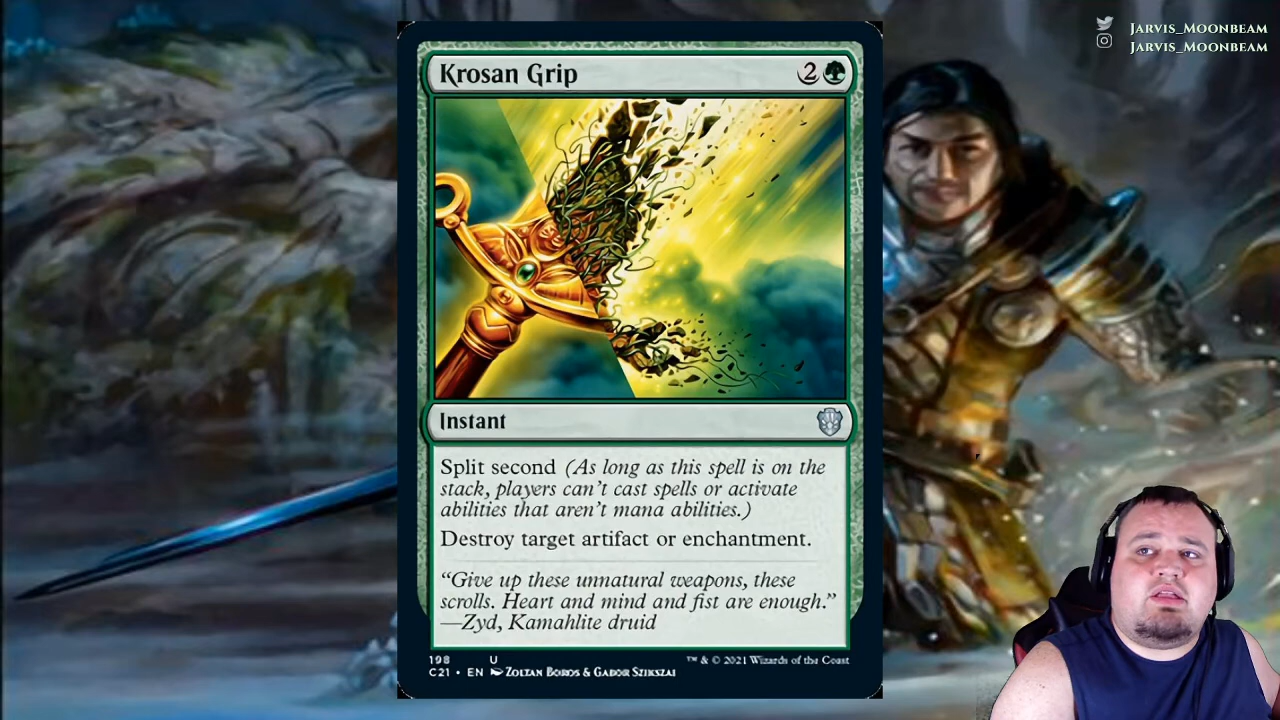 Jarvis_Moonbeam
Jarvis_Moonbeam
Krosan Grip 2
Instant
Split second (As long as this spell is on the
stack, players can't cast spells or activate
abilities that aren't mana abilities.)
Destroy target artifact or enchantment.
"Give up these unnatural weapons, these
scrolls. Heart and mind and fist are enough."
—Zyd, Kamahlite druid
198 U
C21 • EN Zoltan Boros & Gabor Szikszai
™ & © 2021 Wizards of the Coast